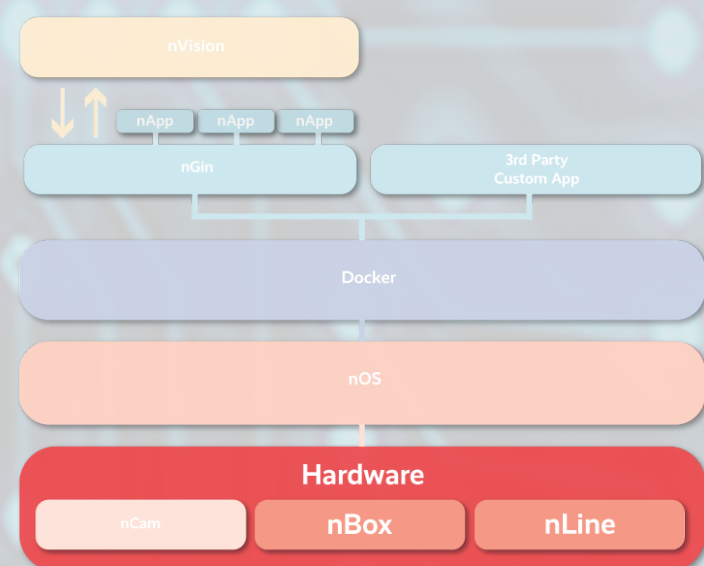 nVision
nApp
nApp
nApp
nGin
3rd Party
Custom App
Docker
nOS
Hardware
nCam
nBox
nLine